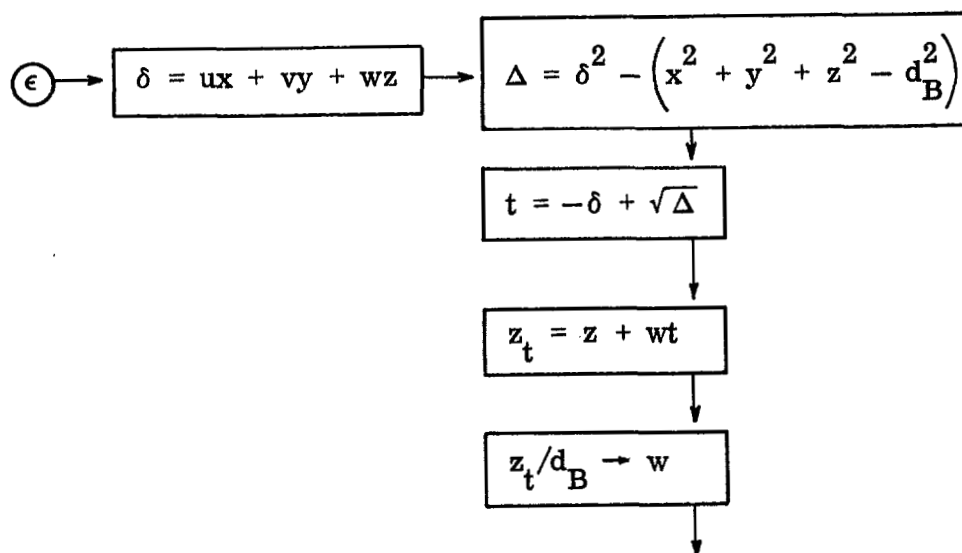 ϵ
δ = ux + vy + wz
Δ = δ² − (x² + y² + z² − d_B²)
t = −δ + √Δ
z_t = z + wt
z_t/d_B → w